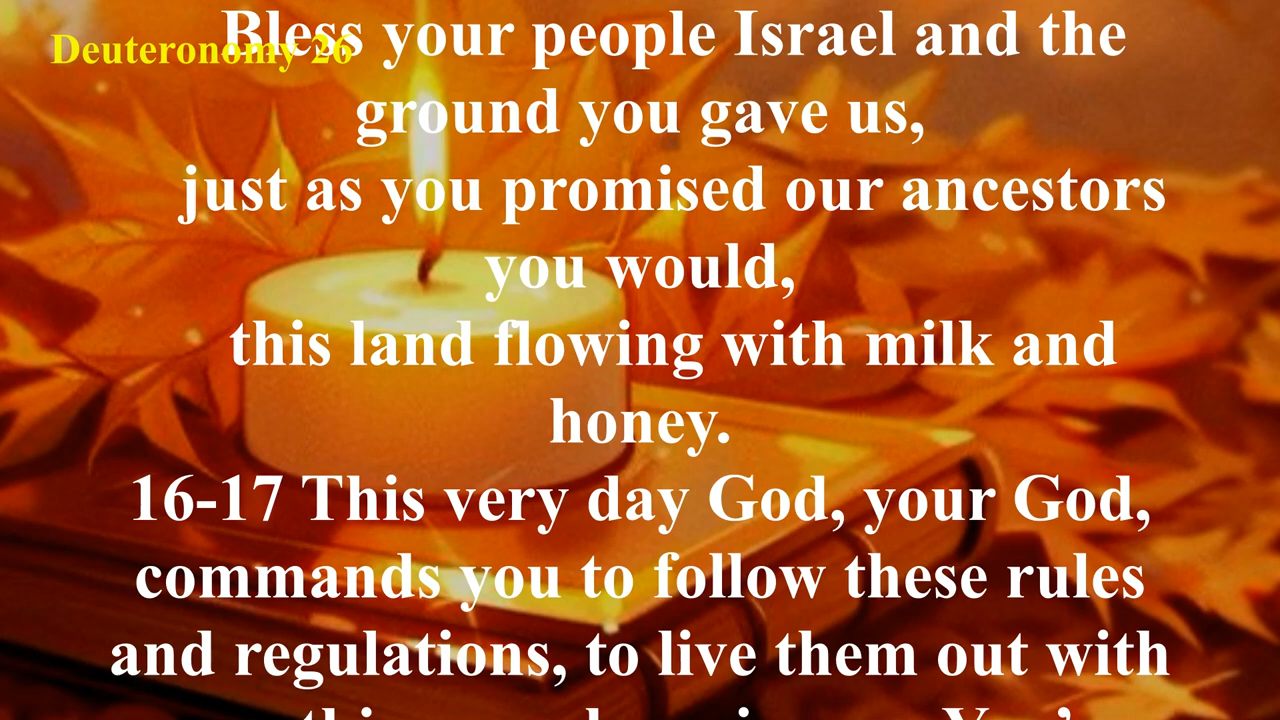 Deuteronomy 26
Bless your people Israel and the
ground you gave us,
just as you promised our ancestors
you would,
this land flowing with milk and
honey.
16-17 This very day God, your God,
commands you to follow these rules
and regulations, to live them out with